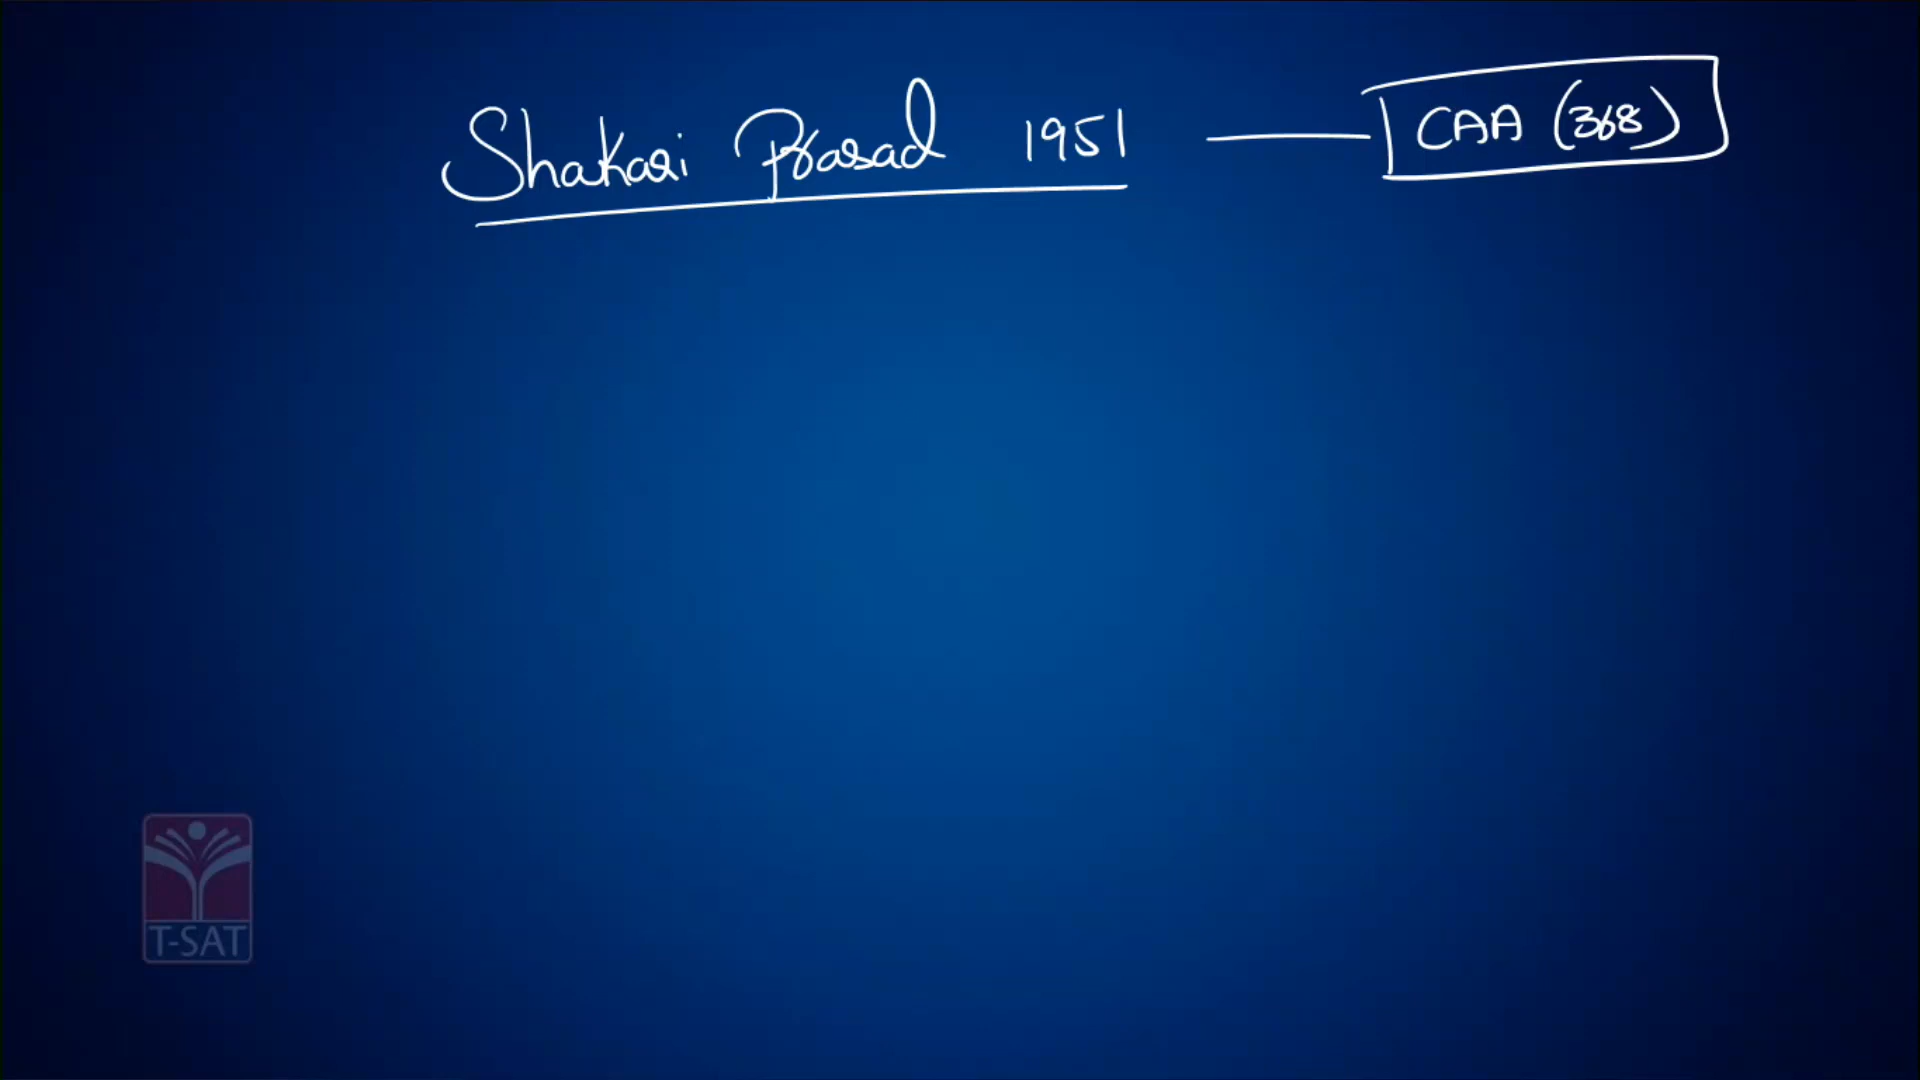 Shakari Prasad 1951 — CAA (368)
T-SAT